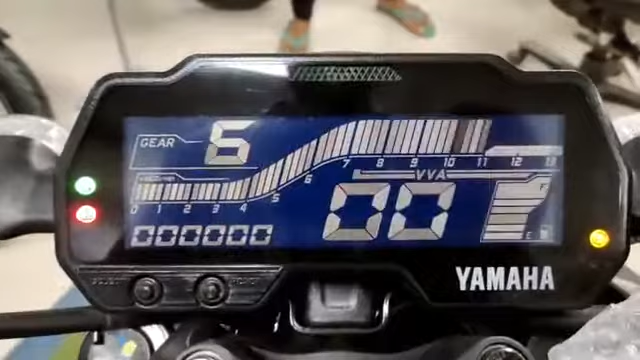 GEAR 6
7 8 9 10 11 12 13
VVA
0 1 2 3 4 5 6
00
000000
E
YAMAHA